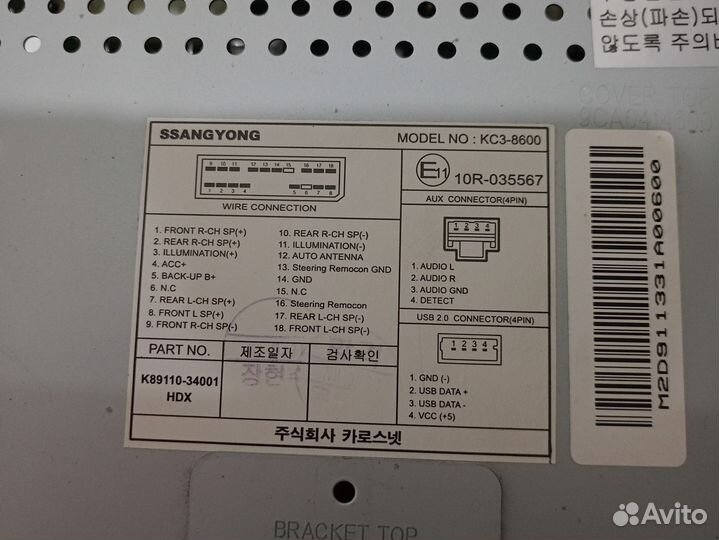 손상(파손)되
않도록 주의바
COVER TOP
SSANGYONG
MODEL NO : KC3-8600
9 10 11 12 13 14 15 16 17 18
1 2 3 4 5 6 7 8
WIRE CONNECTION
1. FRONT R-CH SP(+)
2. REAR R-CH SP(+)
3. ILLUMINATION(+)
4. ACC+
5. BACK-UP B+
6. N.C
7. REAR L-CH SP(+)
8. FRONT L SP(+)
9. FRONT R-CH SP(-)
10. REAR R-CH SP(-)
11. ILLUMINATION(-)
12. AUTO ANTENNA
13. Steering Remocon GND
14. GND
15. N.C
16. Steering Remocon
17. REAR L-CH SP(-)
18. FRONT L-CH SP(-)
E11 10R-035567
AUX CONNECTOR(4PIN)
1 2 3 4
1. AUDIO L
2. AUDIO R
3. AUDIO GND
4. DETECT
USB 2.0 CONNECTOR(4PIN)
1 2 3 4
1. GND (-)
2. USB DATA +
3. USB DATA -
4. VCC (+5)
PART NO. 제조일자 검사확인
K89110-34001
HDX
장현
주식회사 카로스넷
M2D911331A00600
BRACKET TOP
Avito